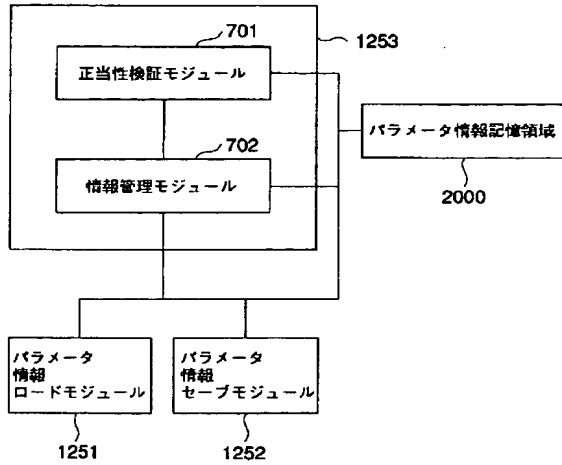 701
1253
正当性検証モジュール
702
パラメータ情報記憶領域
情報管理モジュール
2000
パラメータ
情報
ロードモジュール
パラメータ
情報
セーブモジュール
1251
1252